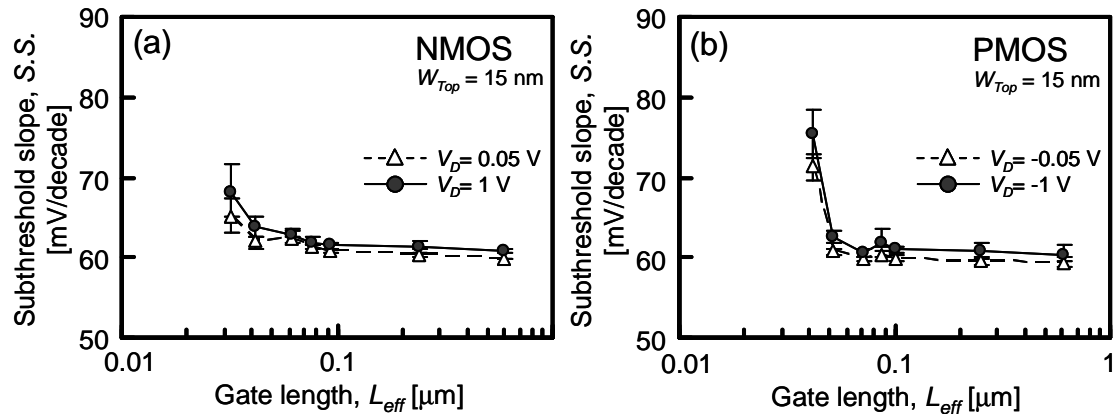 (a)
NMOS
W_Top = 15 nm
V_D= 0.05 V
V_D= 1 V
90
80
70
60
50
Subthreshold slope, S.S.
[mV/decade]
0.01
0.1
Gate length, L_eff [μm]
(b)
PMOS
W_Top = 15 nm
V_D= -0.05 V
V_D= -1 V
90
80
70
60
50
Subthreshold slope, S.S.
[mV/decade]
0.01
0.1
1
Gate length, L_eff [μm]